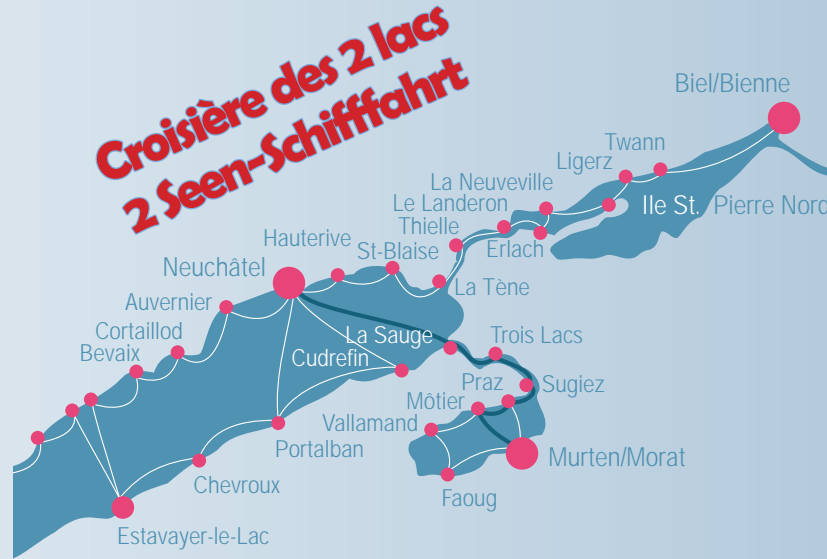 Croisière des 2 lacs
2 Seen-Schifffahrt
Biel/Bienne
Twann
Ligerz
La Neuveville
Le Landeron
Ile St. Pierre Nord
Thielle
Hauterive
Erlach
St-Blaise
Neuchâtel
La Tène
Auvernier
Cortaillod
La Sauge
Trois Lacs
Bevaix
Cudrefin
Praz
Sugiez
Môtier
Vallamand
Portalban
Murten/Morat
Chevroux
Faoug
Estavayer-le-Lac